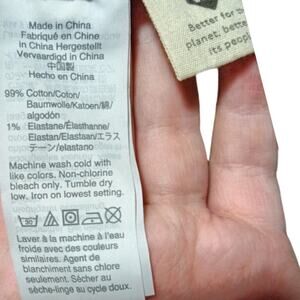 Made in China
Fabriqué en Chine
in China Hergestellt
Vervaardigd in China
中国製
Hecho en China
99% Cotton/Coton/
Baumwolle/Katoen/綿/
algodón
1% Elastane/Élasthanne/
Elastan/Elastaan/エラス
テーン/elastano
Machine wash cold with
like colors. Non-chlorine
bleach only. Tumble dry
low. Iron on lowest setting.
30
Laver à la machine à l'eau
froide avec des couleurs
similaires. Agent de
blanchiment sans chlore
seulement. Sécher au
sèche-linge au cycle doux.
Better for
planet, better
its people